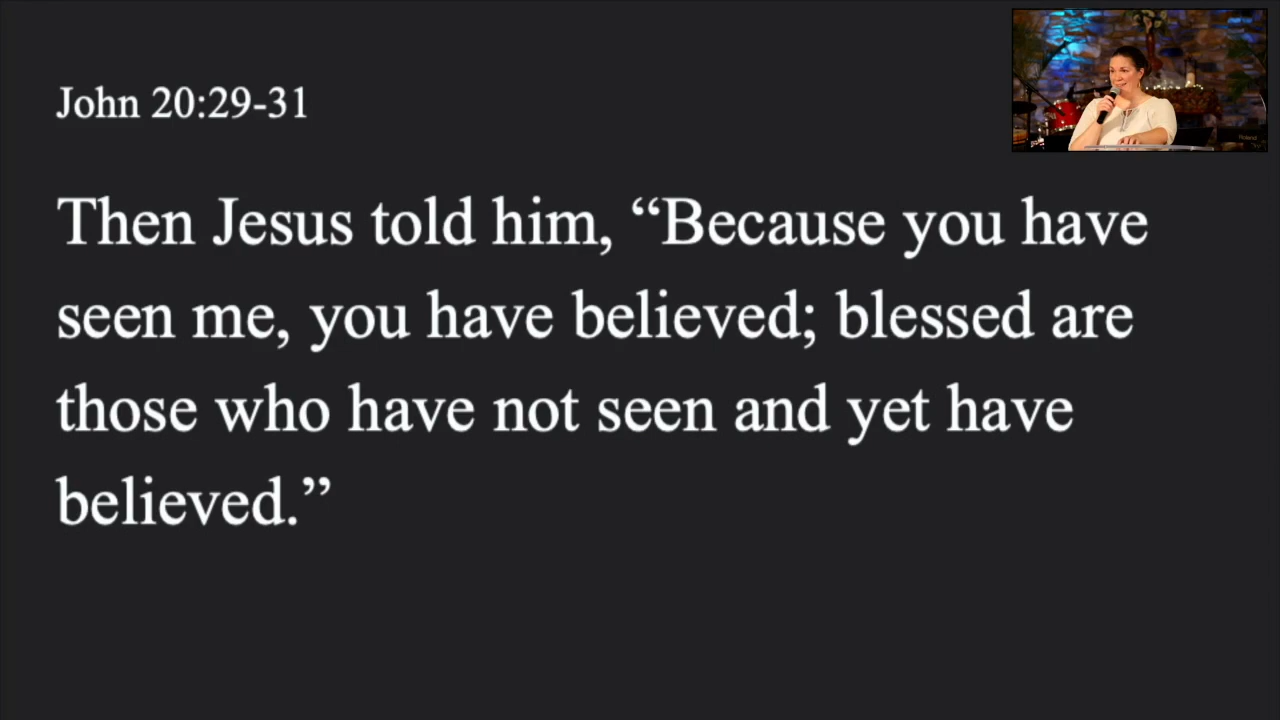 John 20:29-31
Then Jesus told him, “Because you have
seen me, you have believed; blessed are
those who have not seen and yet have
believed.”
Roland